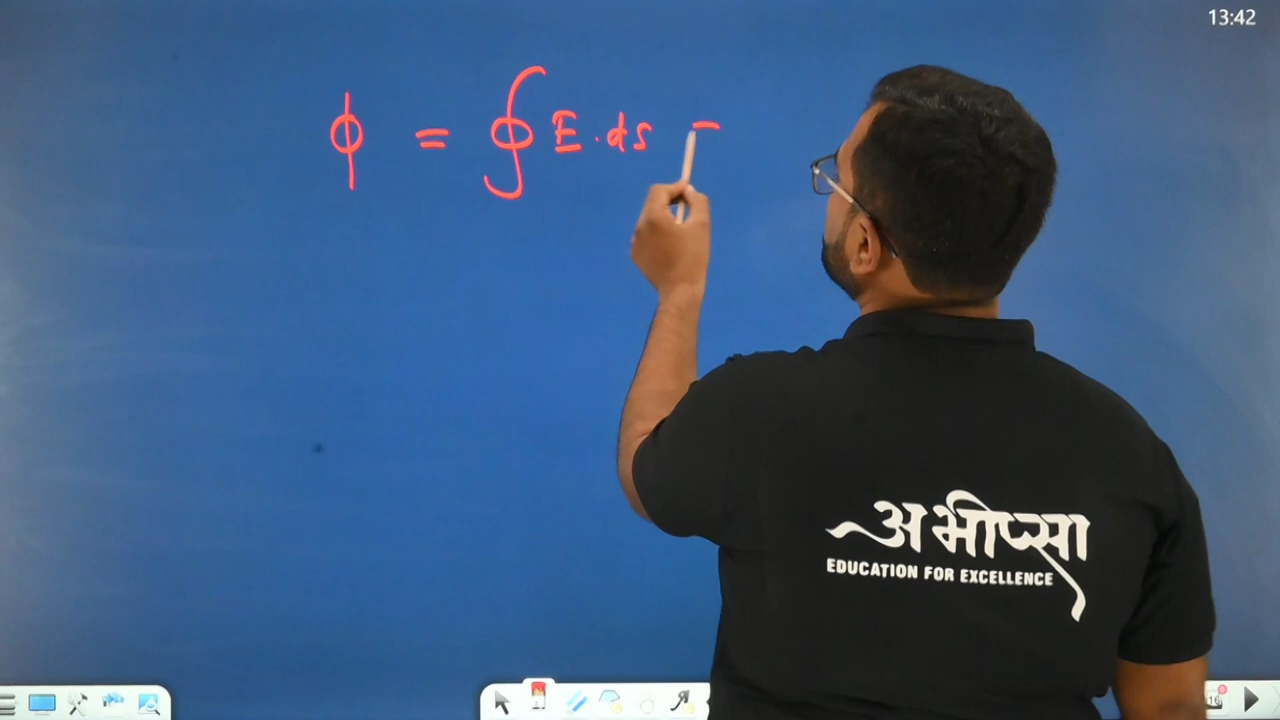 13:42
ϕ = ∮ E . ds =
अभीप्सा
EDUCATION FOR EXCELLENCE